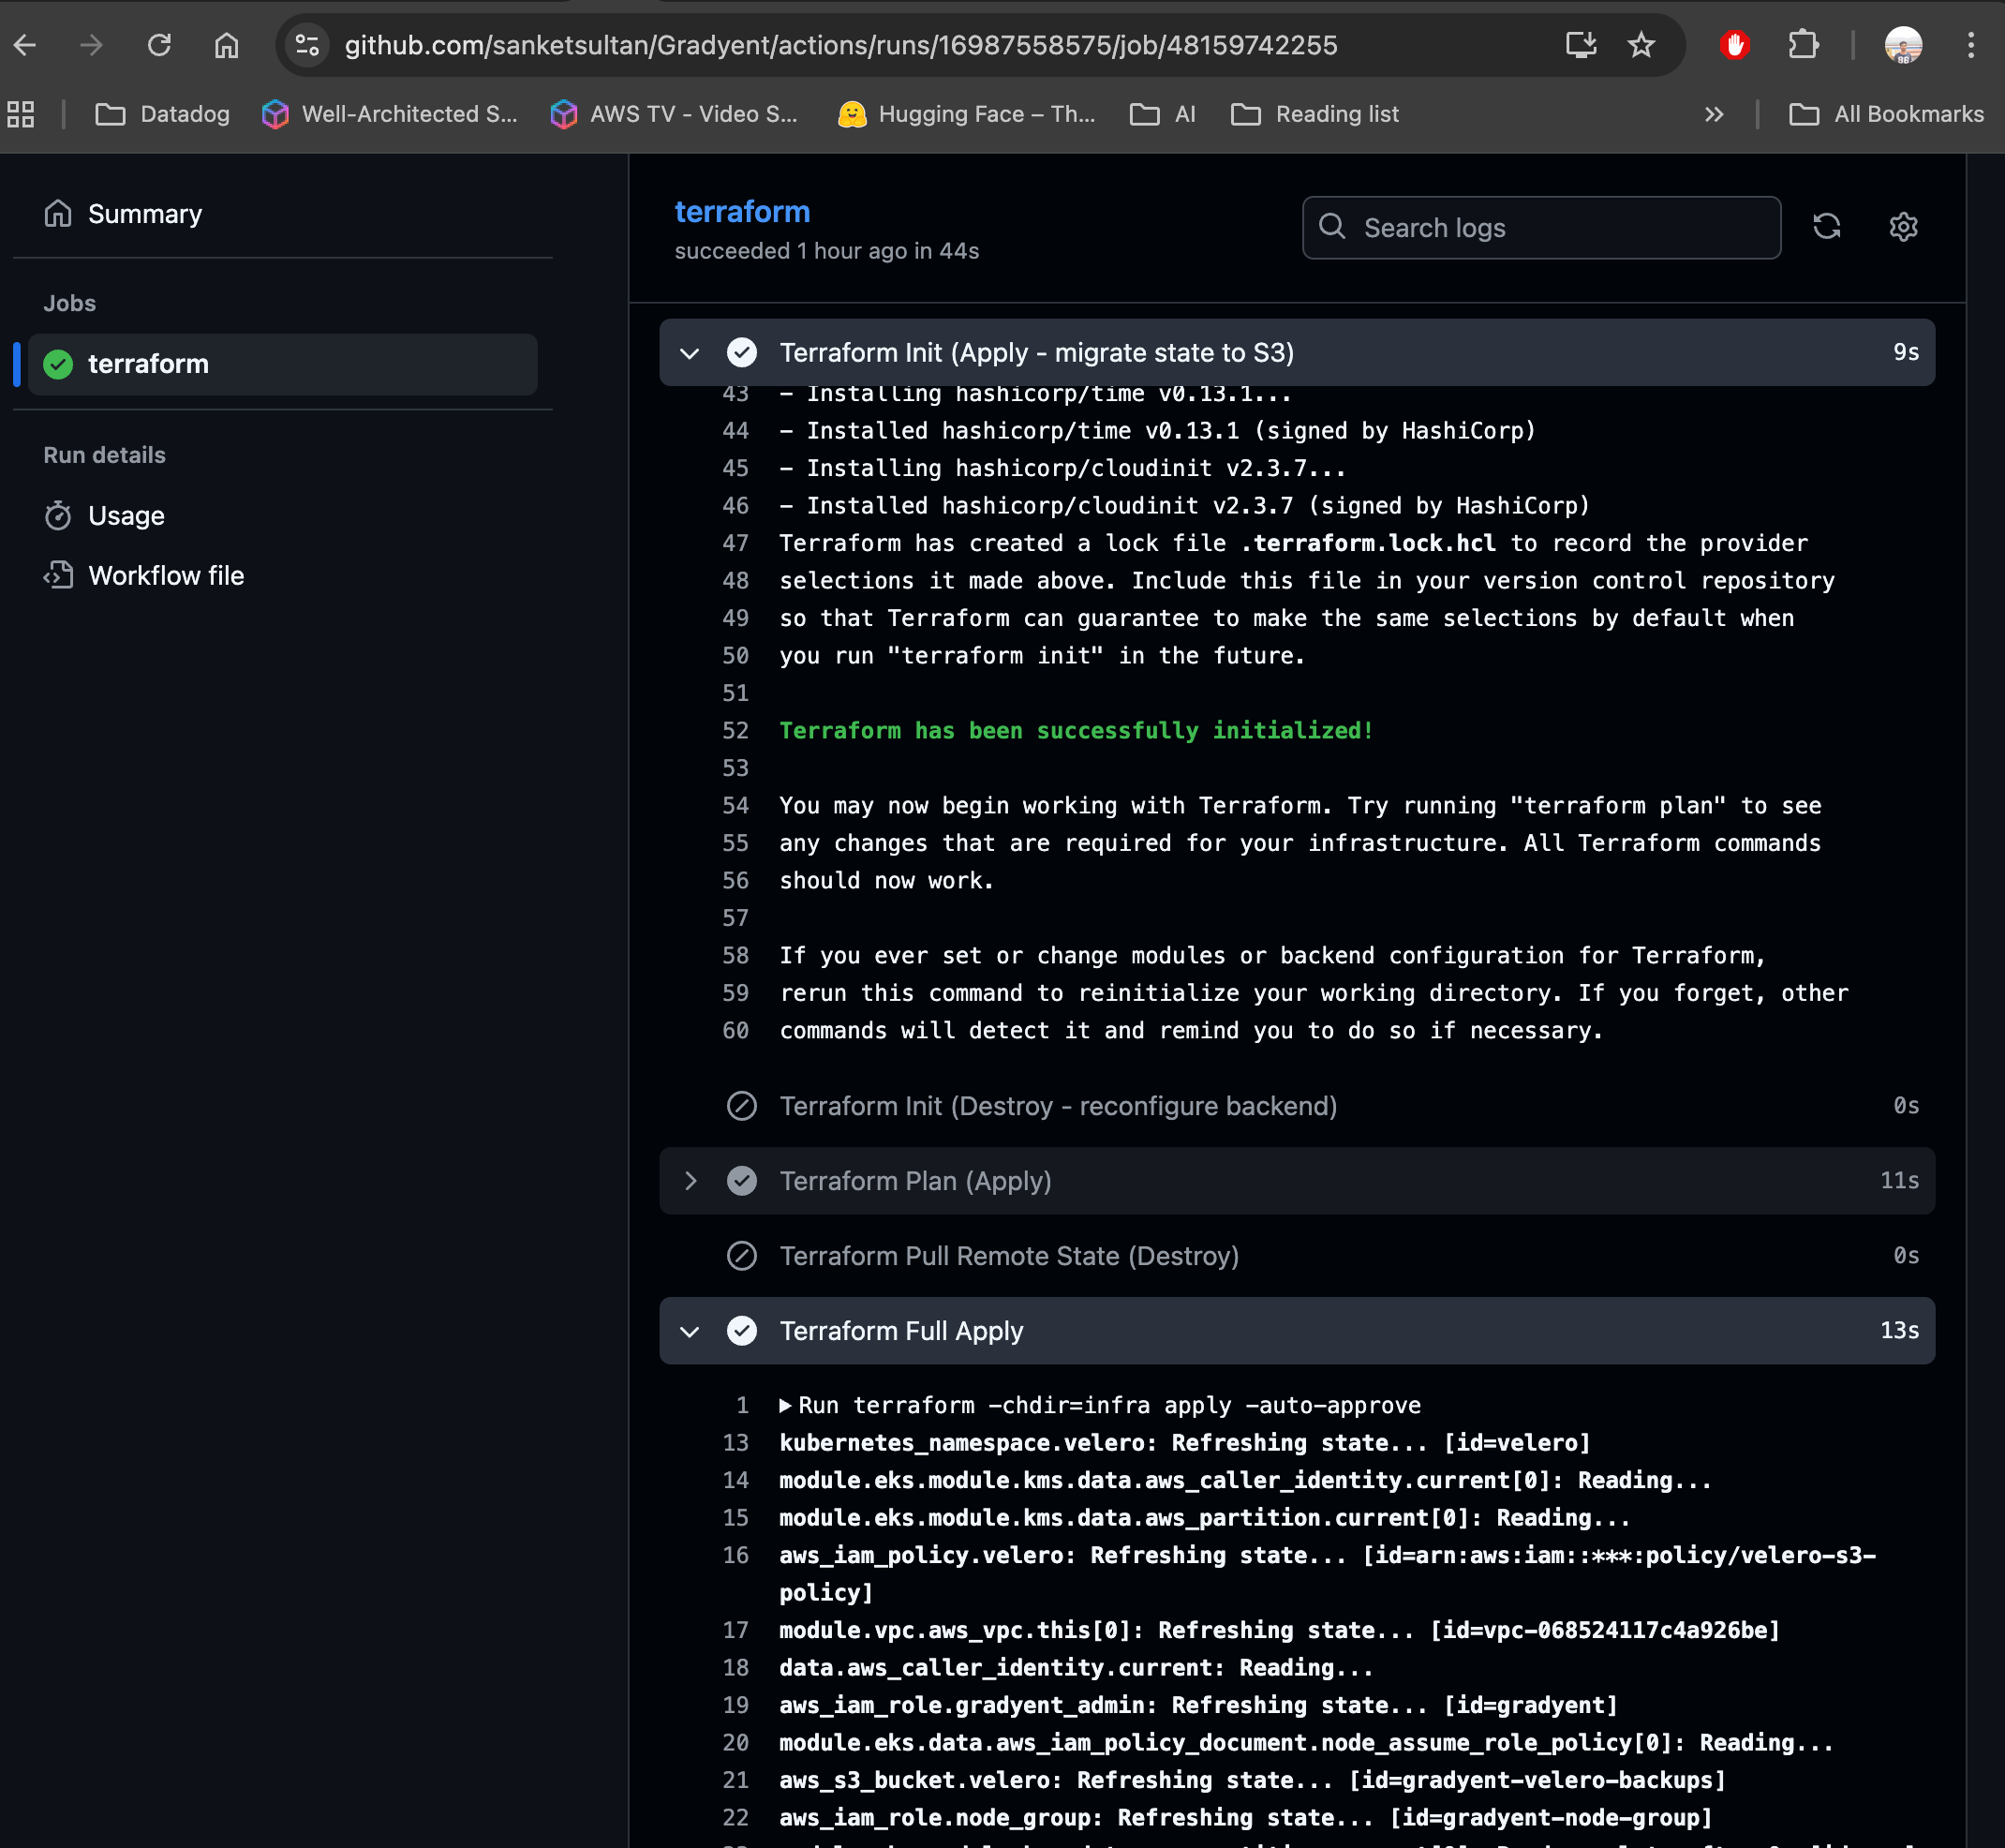 github.com/sanketsultan/Gradyent/actions/runs/16987558575/job/48159742255
Datadog
Well-Architected S...
AWS TV - Video S...
Hugging Face – Th...
AI
Reading list
All Bookmarks
Summary
Jobs
terraform
Run details
Usage
Workflow file
terraform
succeeded 1 hour ago in 44s
Search logs
Terraform Init (Apply - migrate state to S3) 9s
43 - Installing hashicorp/time v0.13.1...
44 - Installed hashicorp/time v0.13.1 (signed by HashiCorp)
45 - Installing hashicorp/cloudinit v2.3.7...
46 - Installed hashicorp/cloudinit v2.3.7 (signed by HashiCorp)
47 Terraform has created a lock file .terraform.lock.hcl to record the provider
48 selections it made above. Include this file in your version control repository
49 so that Terraform can guarantee to make the same selections by default when
50 you run "terraform init" in the future.
51
52 Terraform has been successfully initialized!
53
54 You may now begin working with Terraform. Try running "terraform plan" to see
55 any changes that are required for your infrastructure. All Terraform commands
56 should now work.
57
58 If you ever set or change modules or backend configuration for Terraform,
59 rerun this command to reinitialize your working directory. If you forget, other
60 commands will detect it and remind you to do so if necessary.
Terraform Init (Destroy - reconfigure backend) 0s
Terraform Plan (Apply) 11s
Terraform Pull Remote State (Destroy) 0s
Terraform Full Apply 13s
1 ▶Run terraform -chdir=infra apply -auto-approve
13 kubernetes_namespace.velero: Refreshing state... [id=velero]
14 module.eks.module.kms.data.aws_caller_identity.current[0]: Reading...
15 module.eks.module.kms.data.aws_partition.current[0]: Reading...
16 aws_iam_policy.velero: Refreshing state... [id=arn:aws:iam::***:policy/velero-s3-
policy]
17 module.vpc.aws_vpc.this[0]: Refreshing state... [id=vpc-068524117c4a926be]
18 data.aws_caller_identity.current: Reading...
19 aws_iam_role.gradyent_admin: Refreshing state... [id=gradyent]
20 module.eks.data.aws_iam_policy_document.node_assume_role_policy[0]: Reading...
21 aws_s3_bucket.velero: Refreshing state... [id=gradyent-velero-backups]
22 aws_iam_role.node_group: Refreshing state... [id=gradyent-node-group]